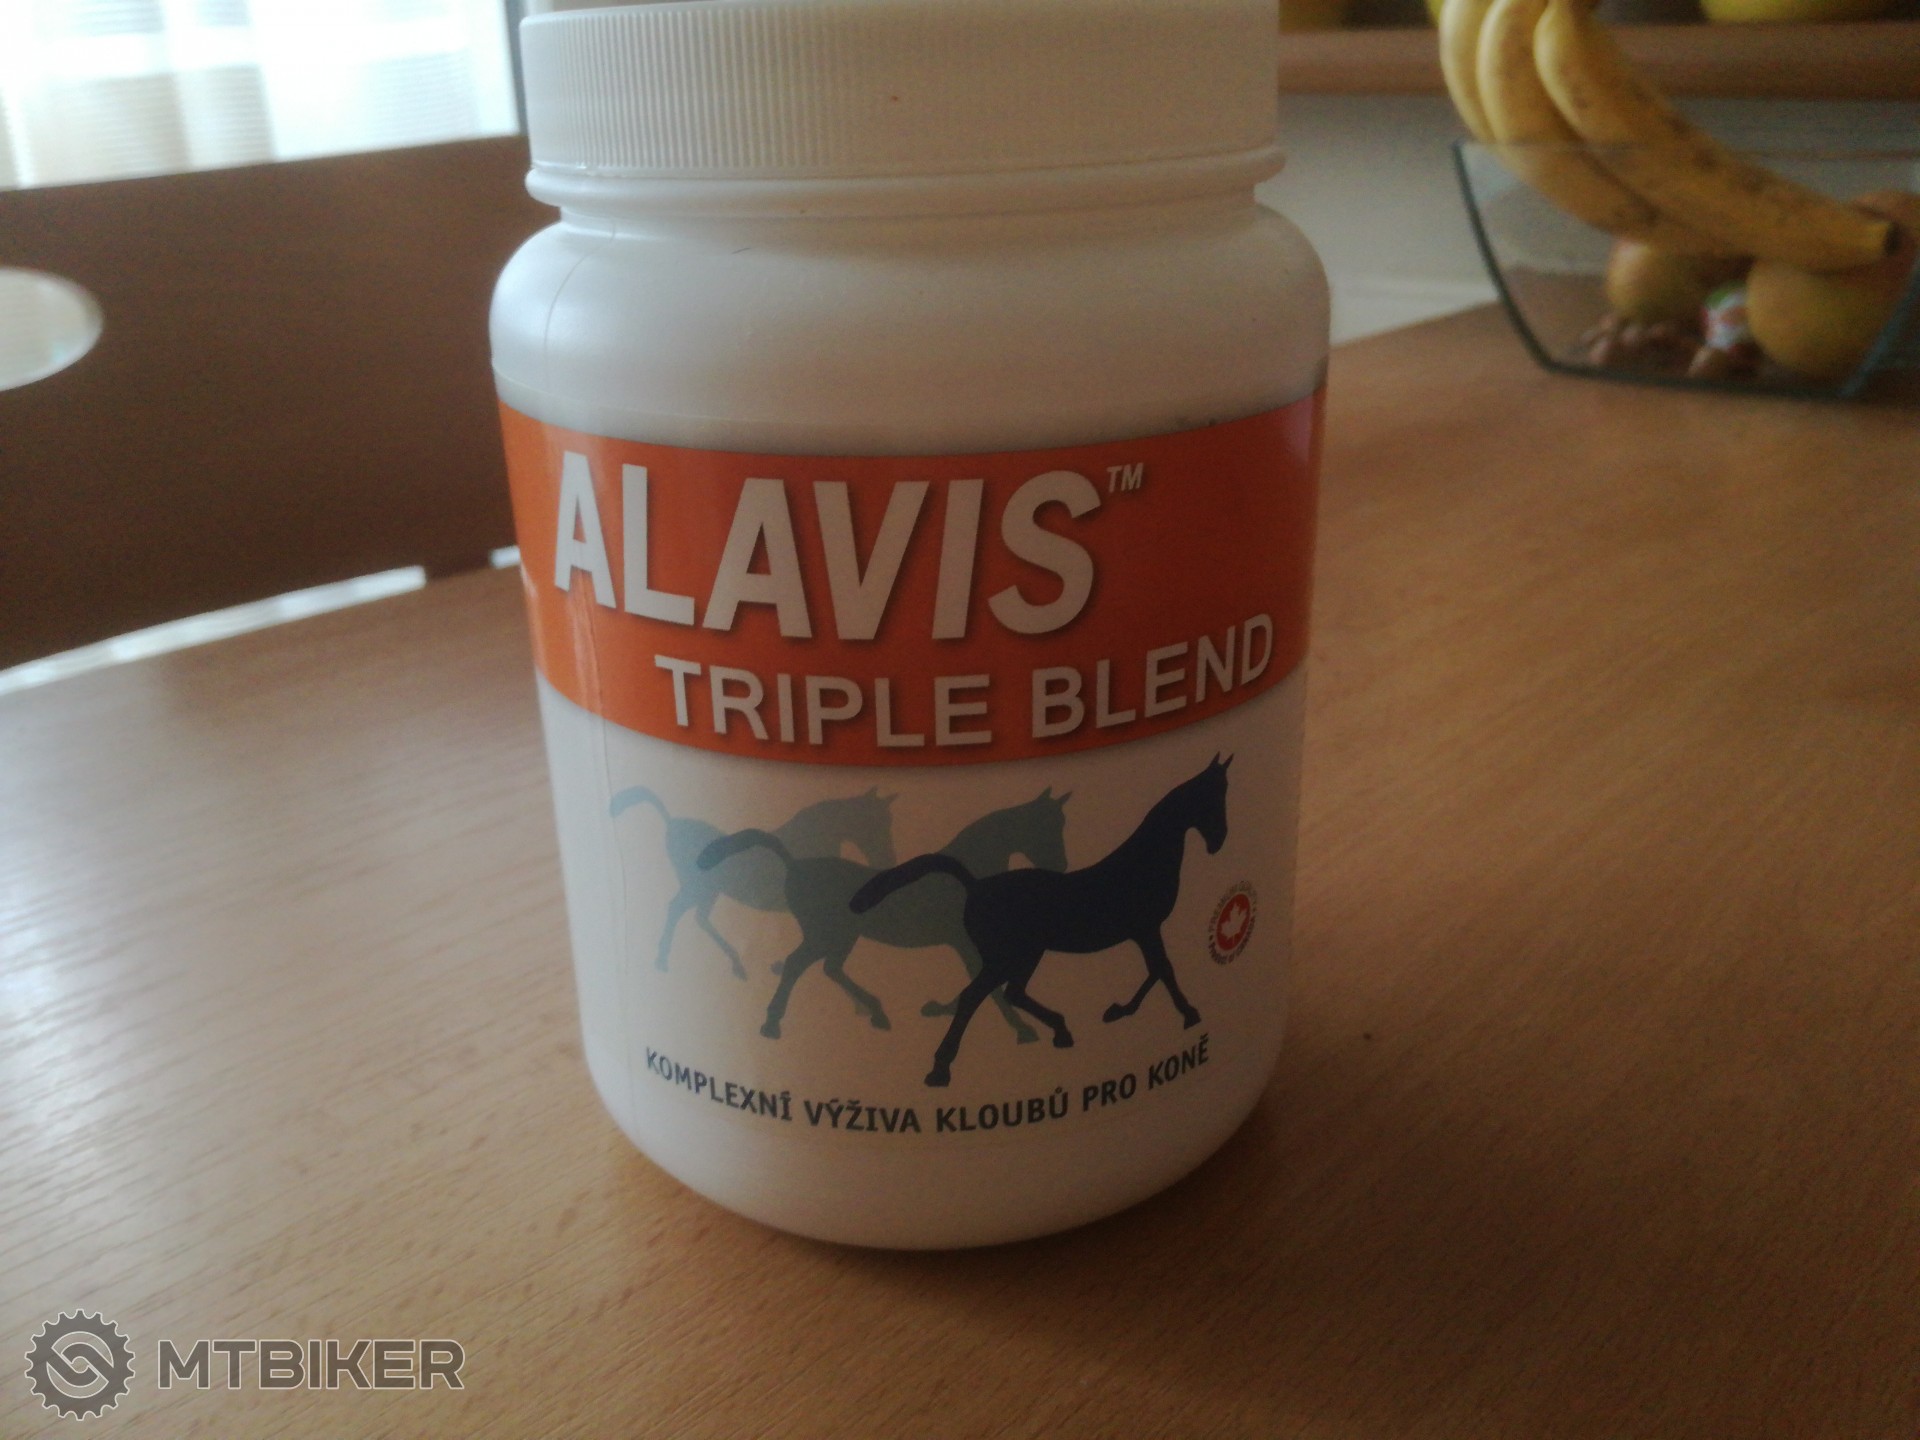 ALAVIS™
TRIPLE BLEND
KOMPLEXNÍ VÝŽIVA KLOUBŮ PRO KONĚ
MTBIKER